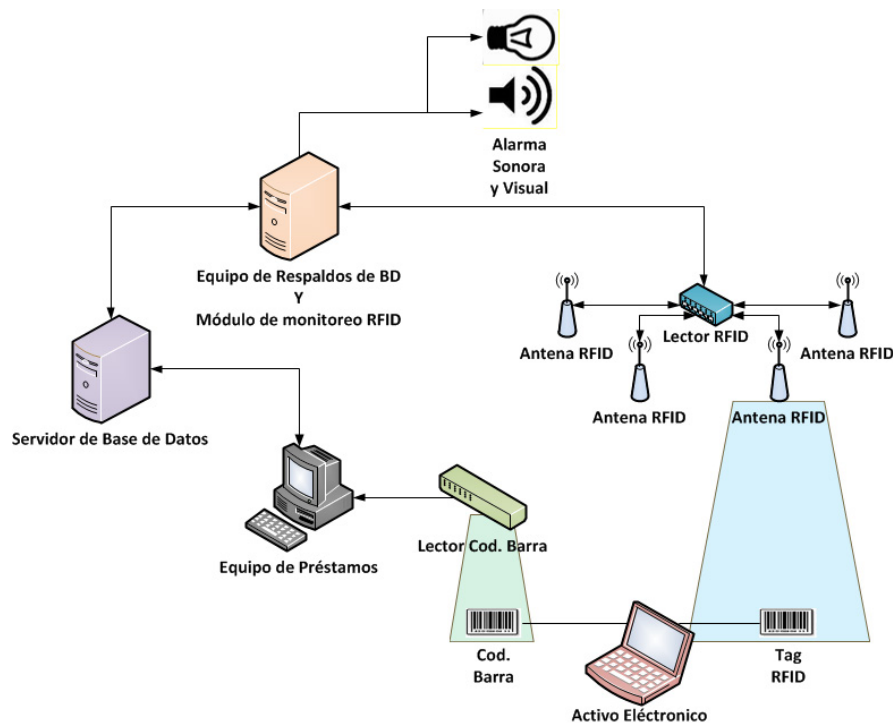 Alarma
Sonora
y Visual
Equipo de Respaldos de BD
Y
Módulo de monitoreo RFID
Antena RFID
Lector RFID
Antena RFID
Antena RFID
Antena RFID
Servidor de Base de Datos
Equipo de Préstamos
Lector Cod. Barra
Cod.
Barra
Tag
RFID
Activo Eléctronico